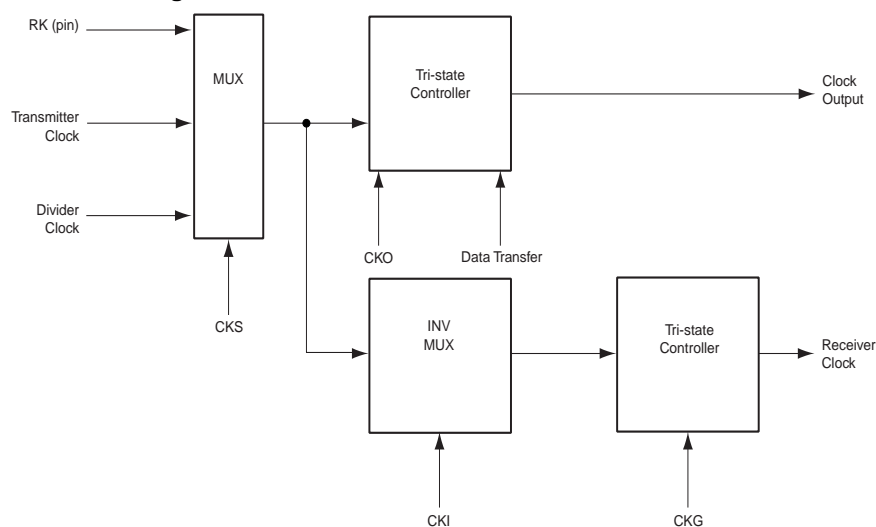 RK (pin)
MUX
Tri-state
Controller
Clock
Output
Transmitter
Clock
Divider
Clock
CKO
Data Transfer
CKS
INV
MUX
Tri-state
Controller
Receiver
Clock
CKI
CKG